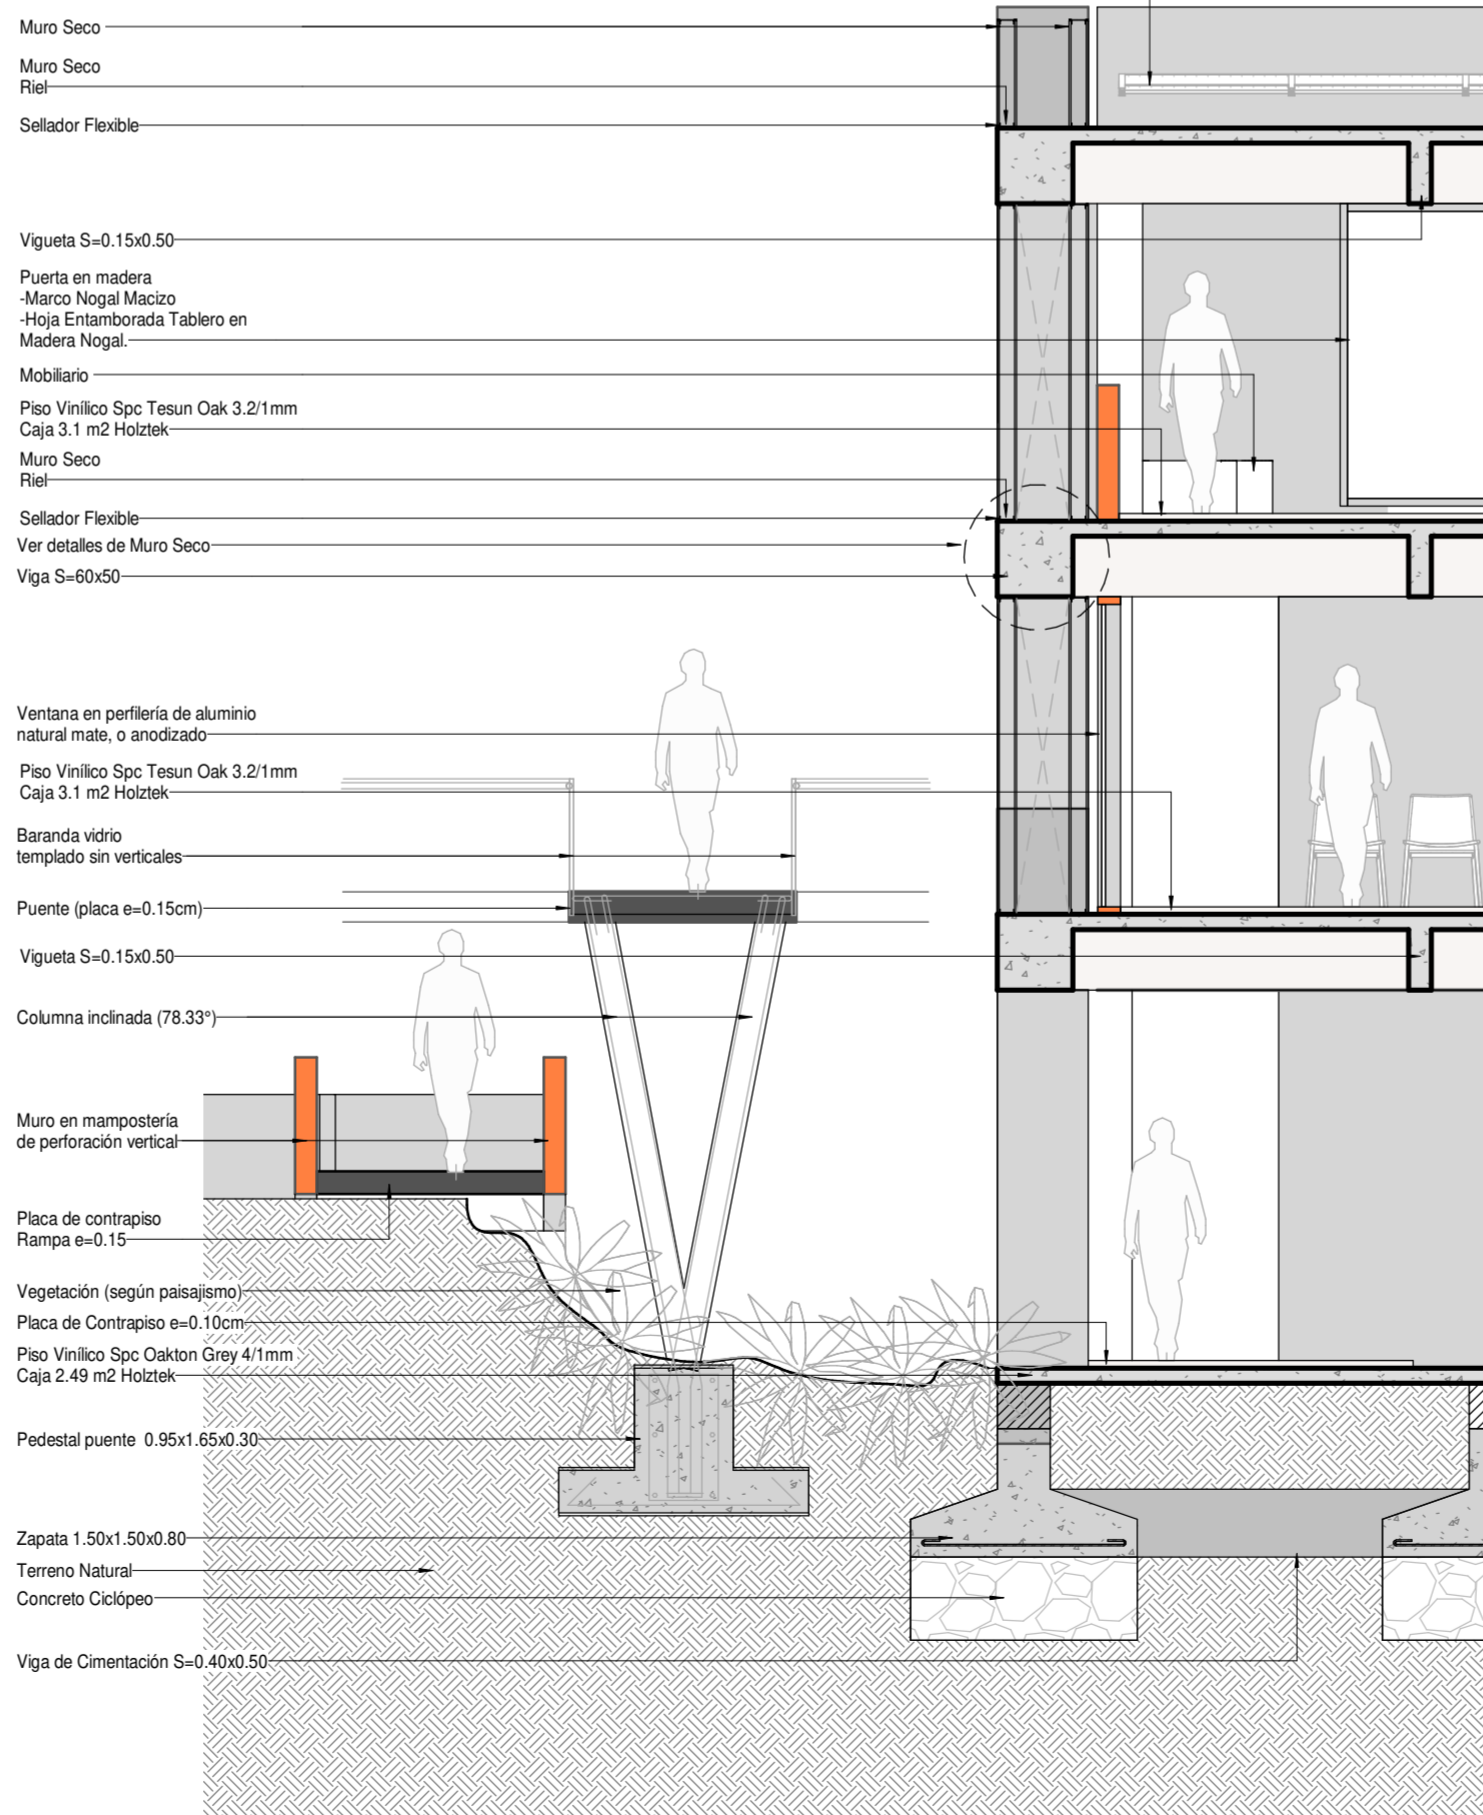 Muro Seco
Muro Seco
Riel
Sellador Flexible
Vigueta S=0.15x0.50
Puerta en madera
-Marco Nogal Macizo
-Hoja Entamborada Tablero en
Madera Nogal.
Mobiliario
Piso Vinílico Spc Tesun Oak 3.2/1mm
Caja 3.1 m2 Holztek
Muro Seco
Riel
Sellador Flexible
Ver detalles de Muro Seco
Viga S=60x50
Ventana en perfilería de aluminio
natural mate, o anodizado
Piso Vinílico Spc Tesun Oak 3.2/1mm
Caja 3.1 m2 Holztek
Baranda vidrio
templado sin verticales
Puente (placa e=0.15cm)
Vigueta S=0.15x0.50
Columna inclinada (78.33°)
Muro en mampostería
de perforación vertical
Placa de contrapiso
Rampa e=0.15
Vegetación (según paisajismo)
Placa de Contrapiso e=0.10cm
Piso Vinílico Spc Oakton Grey 4/1mm
Caja 2.49 m2 Holztek
Pedestal puente 0.95x1.65x0.30
Zapata 1.50x1.50x0.80
Terreno Natural
Concreto Ciclópeo
Viga de Cimentación S=0.40x0.50